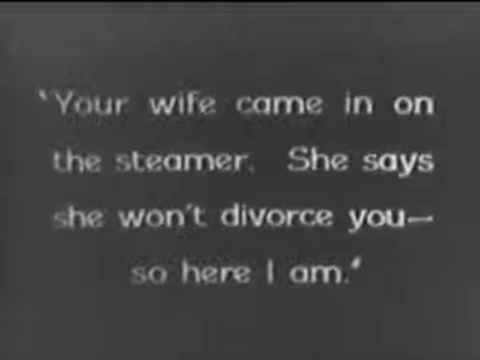 ‛Your wife came in on
the steamer. She says
she won't divorce you—
so here I am.‛